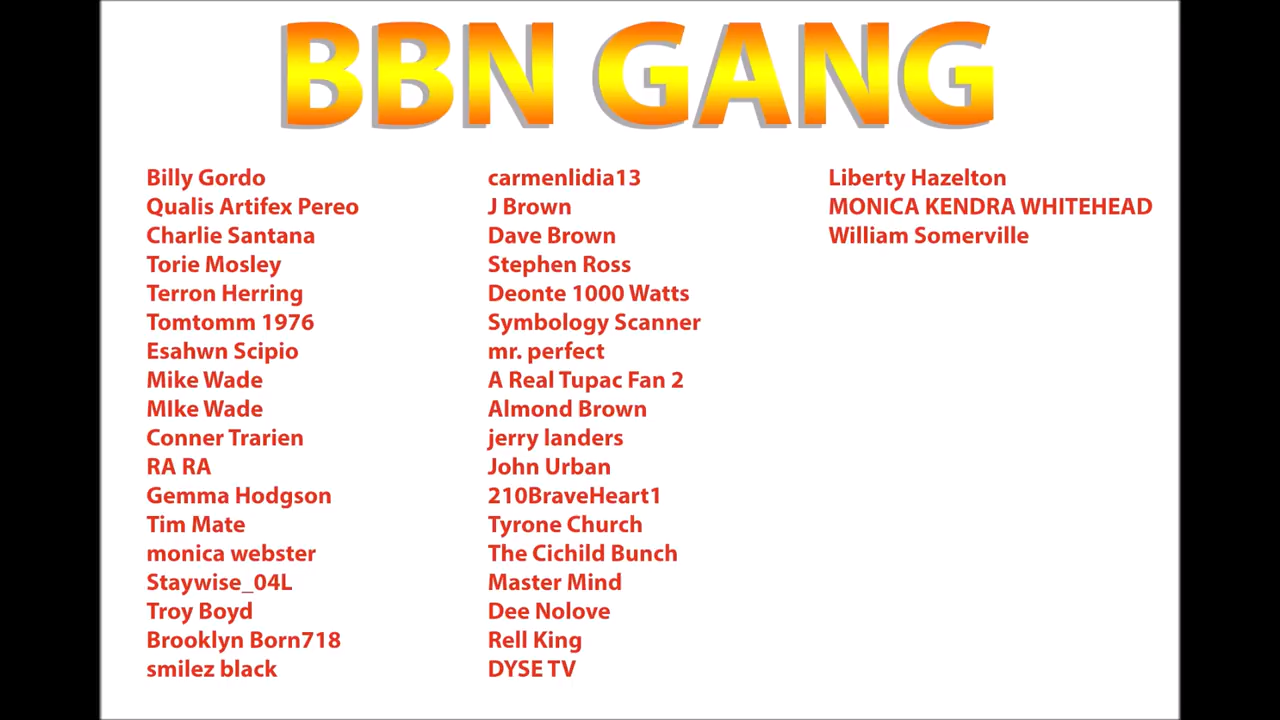 BBN GANG
Billy Gordo
Qualis Artifex Pereo
Charlie Santana
Torie Mosley
Terron Herring
Tomtomm 1976
Esahwn Scipio
Mike Wade
MIke Wade
Conner Trarien
RA RA
Gemma Hodgson
Tim Mate
monica webster
Staywise_04L
Troy Boyd
Brooklyn Born718
smilez black
carmenlidia13
J Brown
Dave Brown
Stephen Ross
Deonte 1000 Watts
Symbology Scanner
mr. perfect
A Real Tupac Fan 2
Almond Brown
jerry landers
John Urban
210BraveHeart1
Tyrone Church
The Cichild Bunch
Master Mind
Dee Nolove
Rell King
DYSE TV
Liberty Hazelton
MONICA KENDRA WHITEHEAD
William Somerville